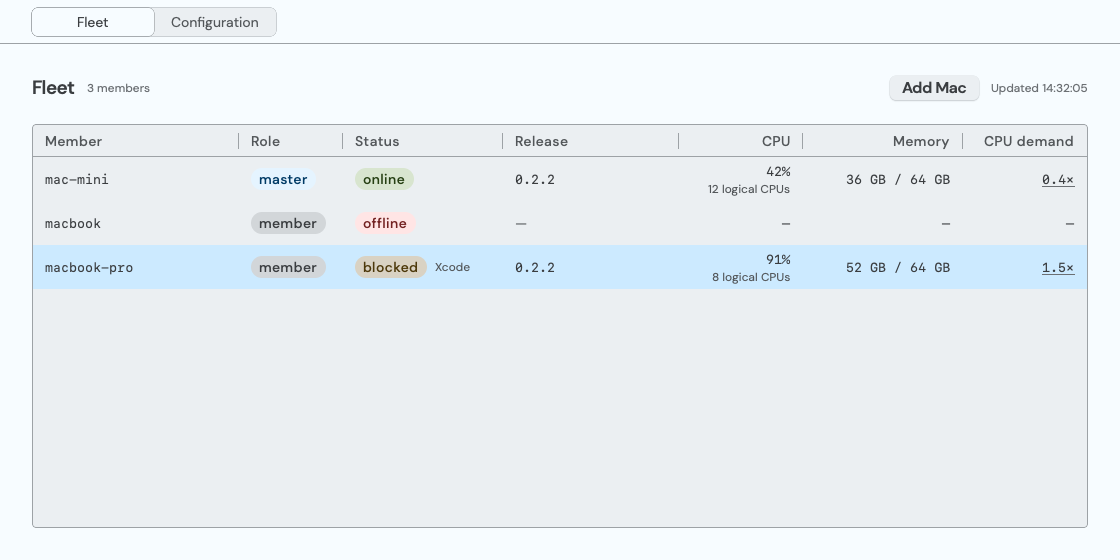 Fleet Configuration
Fleet 3 members Add Mac Updated 14:32:05
Member Role Status Release CPU Memory CPU demand
mac-mini master online 0.2.2 42% 36 GB / 64 GB 0.4×
12 logical CPUs
macbook member offline — — — —
macbook-pro member blocked Xcode 0.2.2 91% 52 GB / 64 GB 1.5×
8 logical CPUs